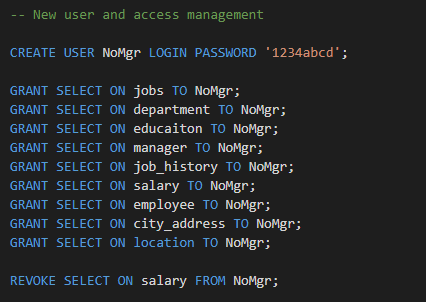 -- New user and access management
CREATE USER NoMgr LOGIN PASSWORD '1234abcd';
GRANT SELECT ON jobs TO NoMgr;
GRANT SELECT ON department TO NoMgr;
GRANT SELECT ON educaiton TO NoMgr;
GRANT SELECT ON manager TO NoMgr;
GRANT SELECT ON job_history TO NoMgr;
GRANT SELECT ON salary TO NoMgr;
GRANT SELECT ON employee TO NoMgr;
GRANT SELECT ON city_address TO NoMgr;
GRANT SELECT ON location TO NoMgr;
REVOKE SELECT ON salary FROM NoMgr;